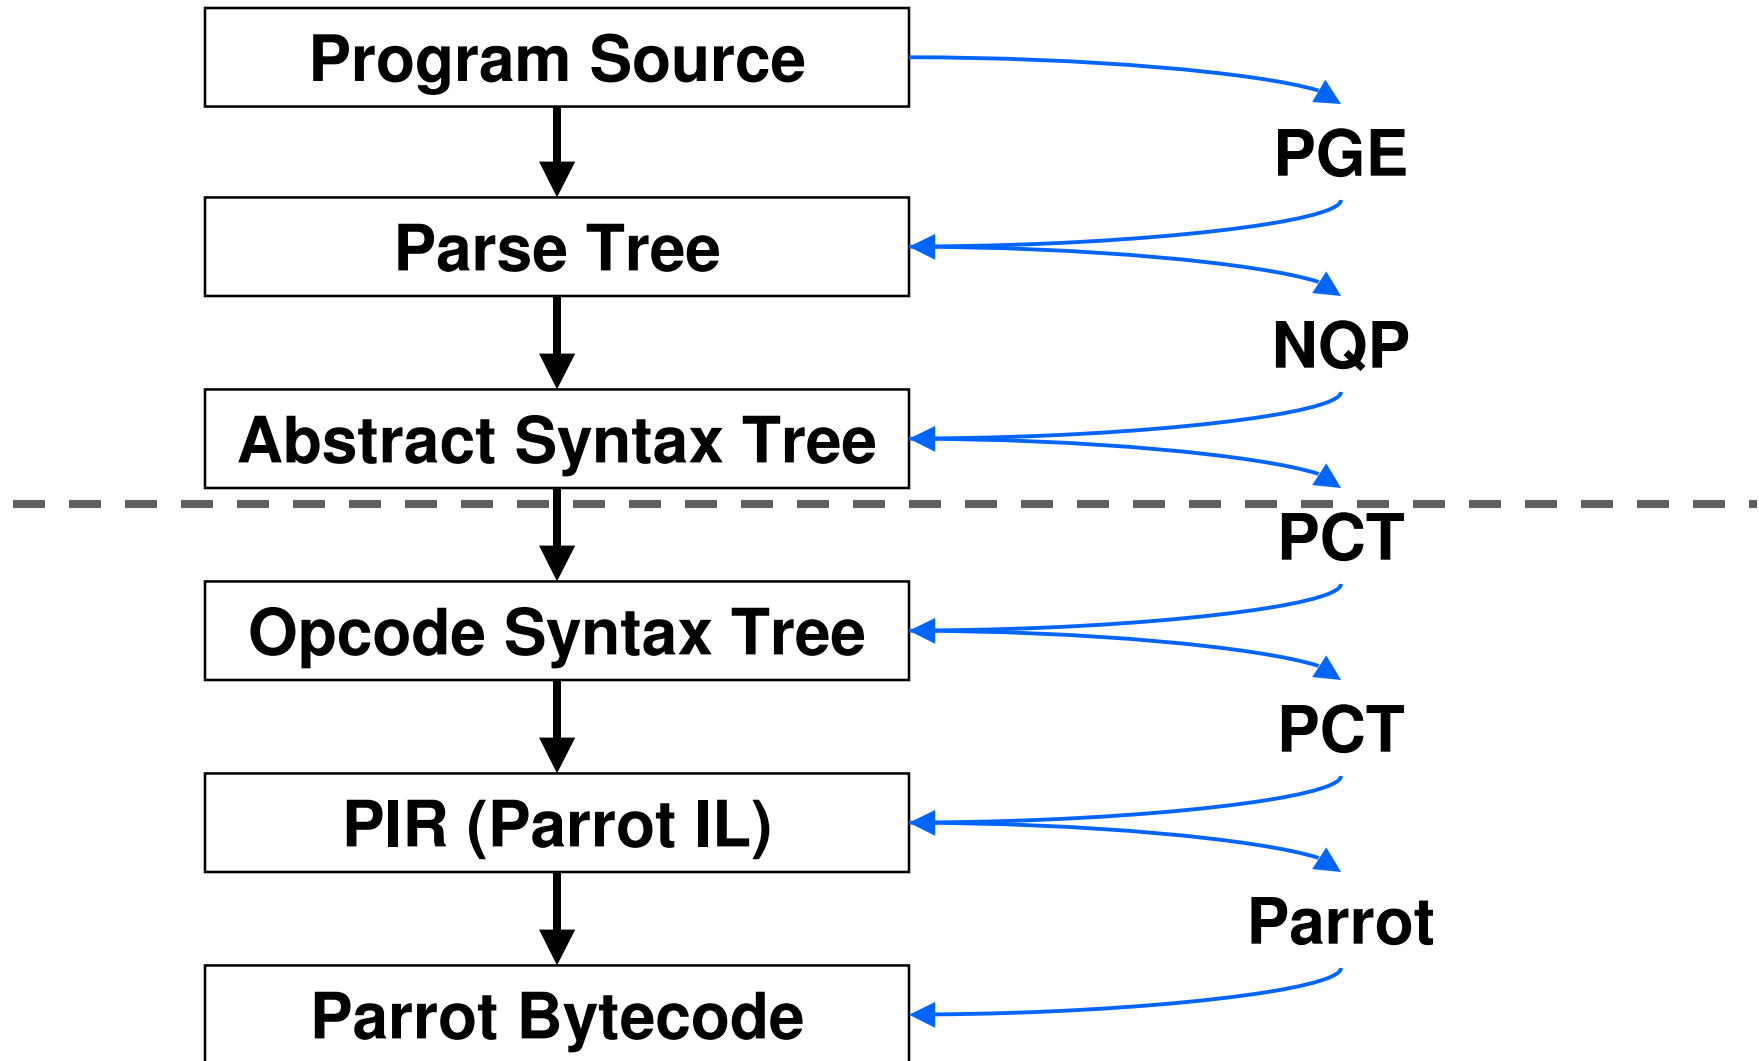 Program Source
PGE
Parse Tree
NQP
Abstract Syntax Tree
PCT
Opcode Syntax Tree
PCT
PIR (Parrot IL)
Parrot
Parrot Bytecode